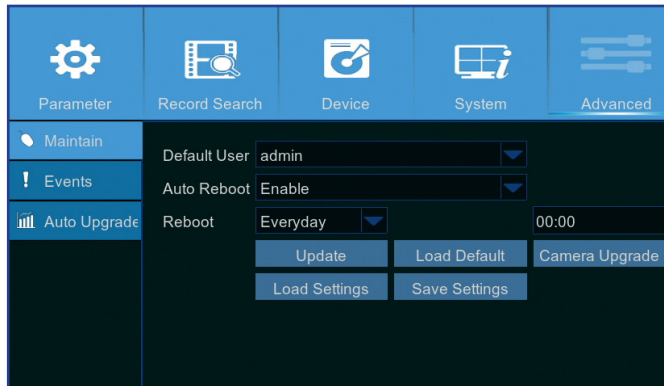 Parameter Record Search Device System Advanced
Maintain
Events
Auto Upgrade
Default User admin
Auto Reboot Enable
Reboot Everyday 00:00
Update Load Default Camera Upgrade
Load Settings Save Settings